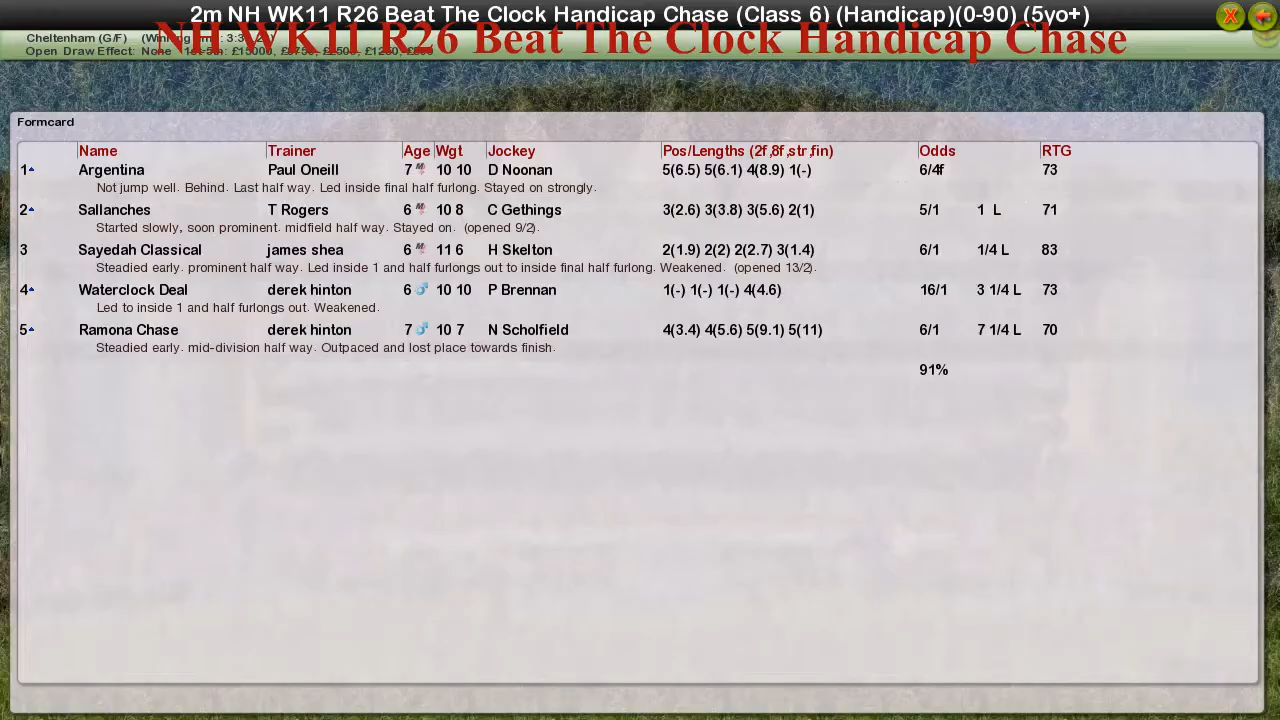 2m NH WK11 R26 Beat The Clock Handicap Chase (Class 6) (Handicap)(0-90) (5yo+)
NH WK11 R26 Beat The Clock Handicap Chase
Cheltenham (G/F)
Open Draw Effect: None
Formcard
Name Trainer Age Wgt Jockey Pos/Lengths (2f,8f,str,fin) Odds RTG
1 Argentina Paul Oneill 7 10 10 D Noonan 5(6.5) 5(6.1) 4(8.9) 1(-) 6/4f 73
Not jump well. Behind. Last half way. Led inside final half furlong. Stayed on strongly.
2 Sallanches T Rogers 6 10 8 C Gethings 3(2.6) 3(3.8) 3(5.6) 2(1) 5/1 1 L 71
Started slowly, soon prominent. midfield half way. Stayed on. (opened 9/2).
3 Sayedah Classical james shea 6 11 6 H Skelton 2(1.9) 2(2) 2(2.7) 3(1.4) 6/1 1/4 L 83
Steadied early. prominent half way. Led inside 1 and half furlongs out to inside final half furlong. Weakened. (opened 13/2).
4 Waterclock Deal derek hinton 6 10 10 P Brennan 1(-) 1(-) 1(-) 4(4.6) 16/1 3 1/4 L 73
Led to inside 1 and half furlongs out. Weakened.
5 Ramona Chase derek hinton 7 10 7 N Scholfield 4(3.4) 4(5.6) 5(9.1) 5(11) 6/1 7 1/4 L 70
Steadied early. mid-division half way. Outpaced and lost place towards finish.
91%